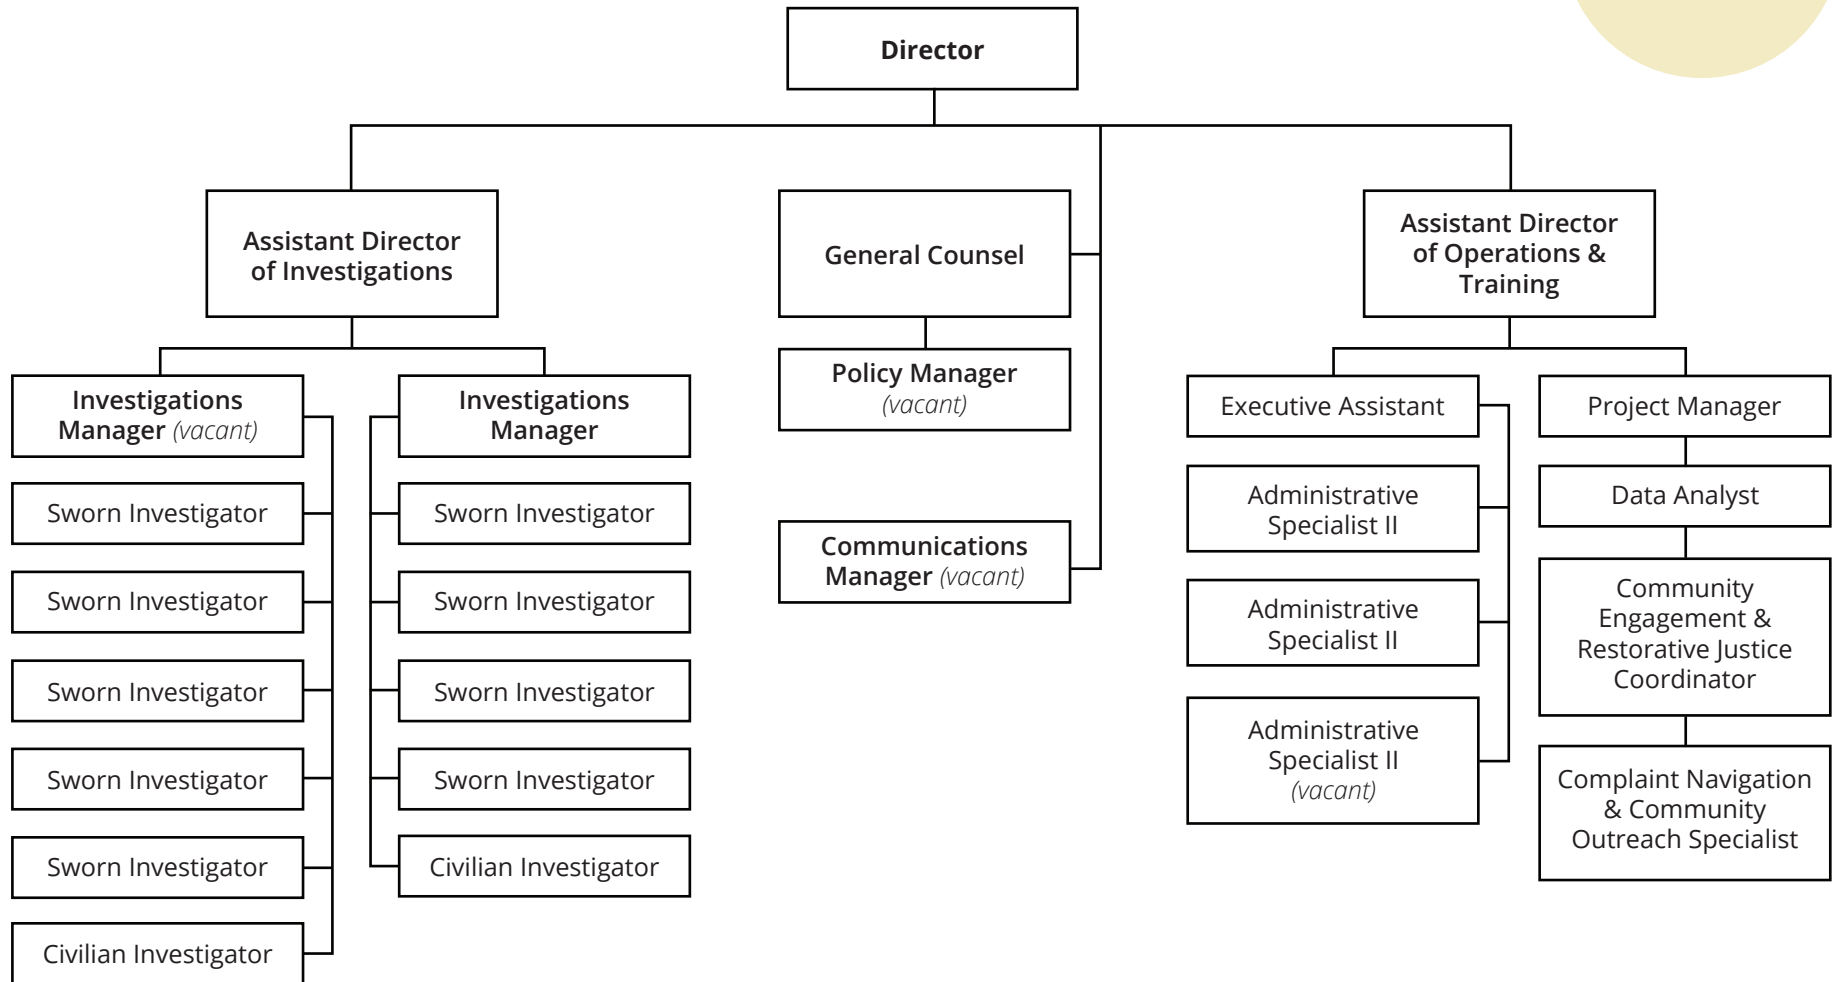 Director
Assistant Director
of Investigations
Investigations
Manager (vacant)
Sworn Investigator
Sworn Investigator
Sworn Investigator
Sworn Investigator
Sworn Investigator
Civilian Investigator
Investigations
Manager
Sworn Investigator
Sworn Investigator
Sworn Investigator
Sworn Investigator
Civilian Investigator
General Counsel
Policy Manager
(vacant)
Communications
Manager (vacant)
Assistant Director
of Operations &
Training
Executive Assistant
Administrative
Specialist II
Administrative
Specialist II
Administrative
Specialist II
(vacant)
Project Manager
Data Analyst
Community
Engagement &
Restorative Justice
Coordinator
Complaint Navigation
& Community
Outreach Specialist